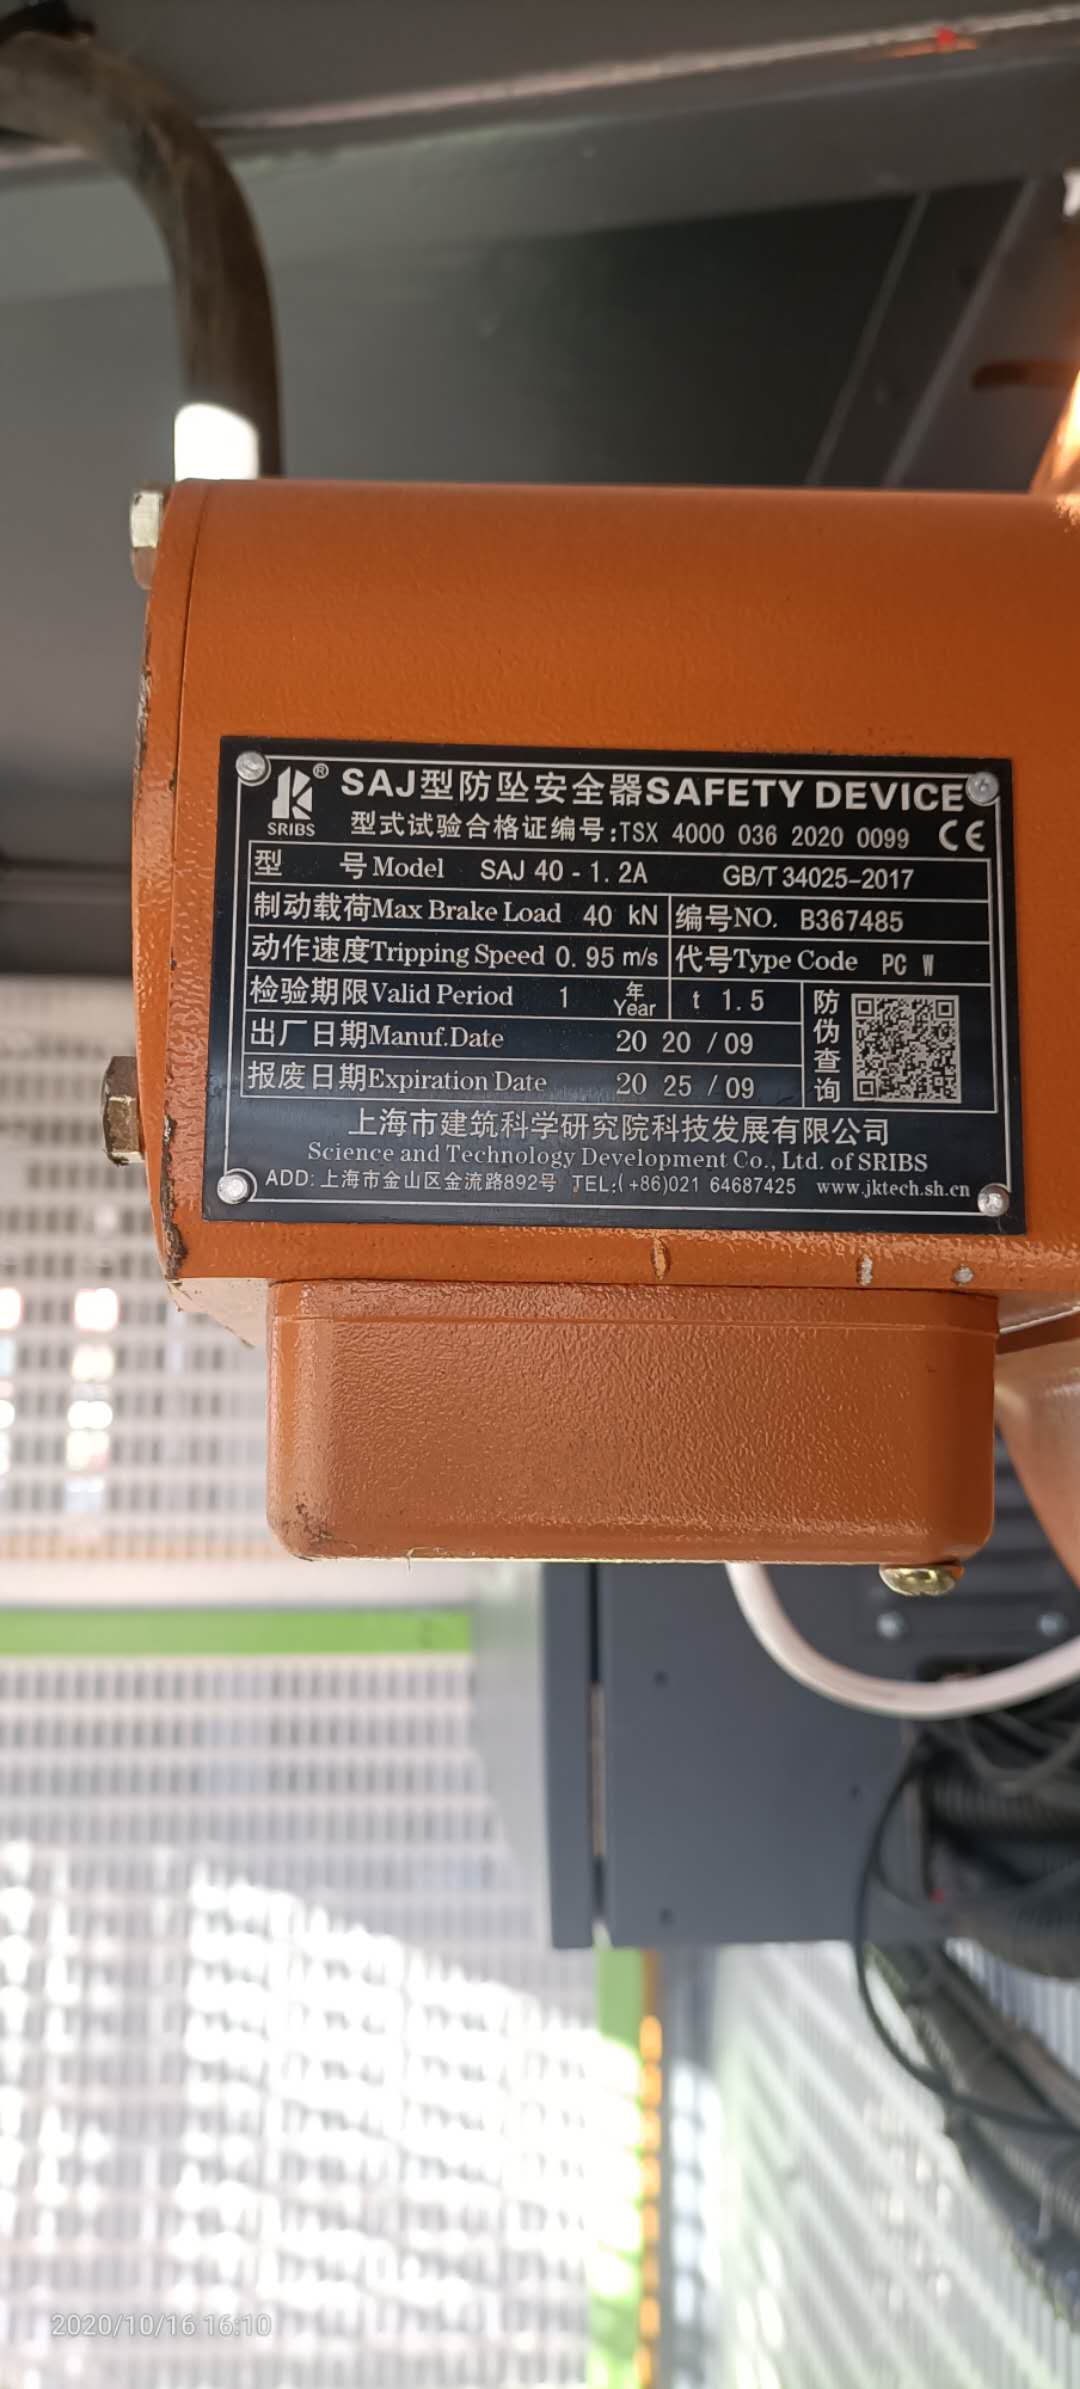 SRIBS ® SAJ型防坠安全器SAFETY DEVICE
型式试验合格证编号:TSX 4000 036 2020 0099 CE
型 号Model SAJ 40-1.2A GB/T 34025-2017
制动载荷Max Brake Load 40 kN 编号NO. B367485
动作速度Tripping Speed 0.95 m/s 代号Type Code PC W
检验期限Valid Period 1 年Year t 1.5
出厂日期Manuf.Date 20 20 /09
报废日期Expiration Date 20 25 /09
防伪查询
上海市建筑科学研究院科技发展有限公司
Science and Technology Development Co., Ltd. of SRIBS
ADD: 上海市金山区金流路892号 TEL:(+86)021 64687425 www.jktech.sh.cn
2020/10/16 16:10